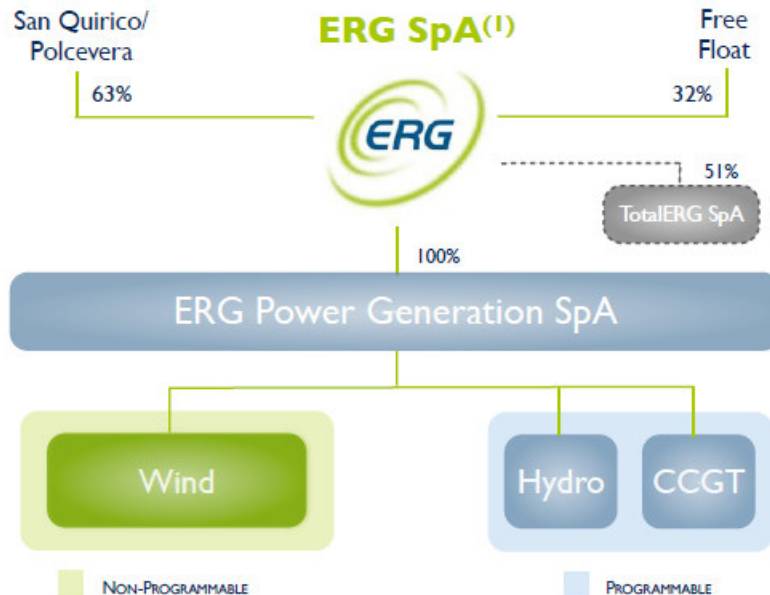 San Quirico/
Polcevera
ERG SpA(1)
Free
Float
63%
32%
ERG
51%
TotalERG SpA
100%
ERG Power Generation SpA
Wind
Hydro
CCGT
NON-PROGRAMMABLE
PROGRAMMABLE